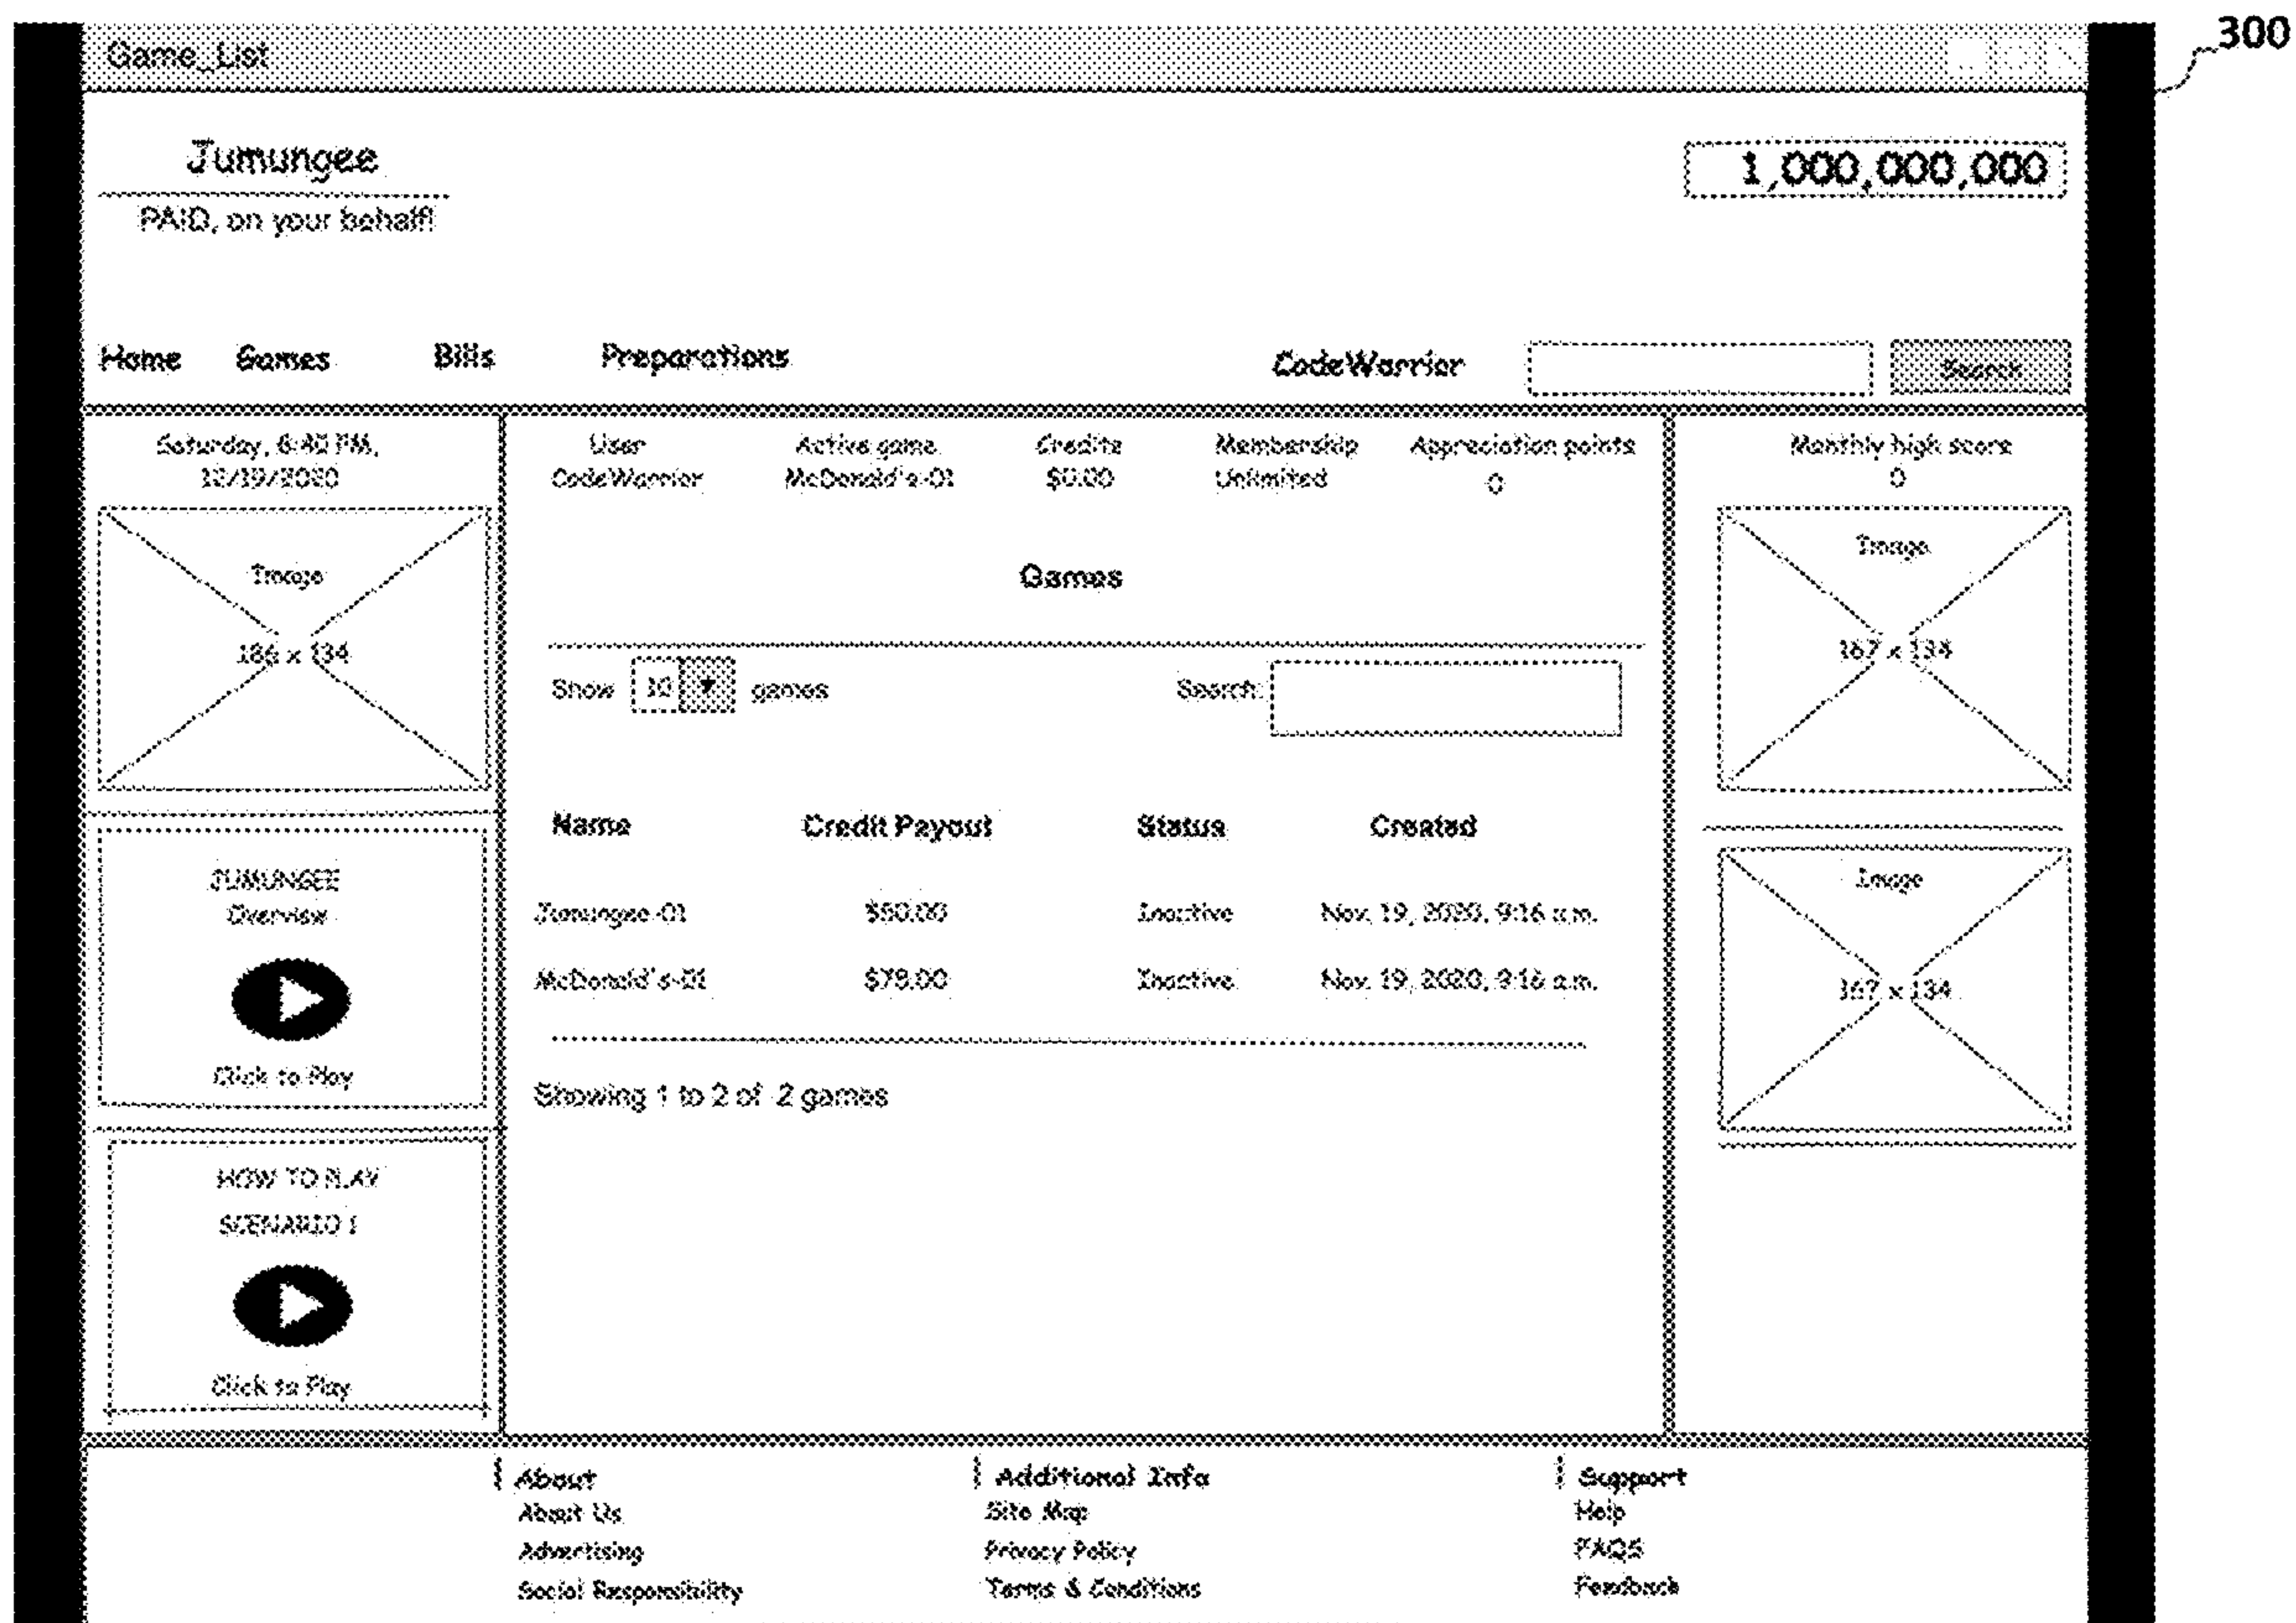 300
Game_List
Jumungee
1,000,000,000
PAID, on your behalf!
Home Games Bills Preparations CodeWarrior Search
Saturday, 6:40 PM,
12/19/2020
User Active game Credits Membership Appreciation points
CodeWarrior McDonald's-01 $0.00 Unlimited 0
Monthly high score
0
Image
186 x 134
Games
Show 10 games Search:
Name Credit Payout Status Created
Jumungee-01 $50.00 Inactive Nov. 19, 2020, 9:16 a.m.
McDonald's-01 Inactive Nov. 19, 2020, 9:16 a.m.
Showing 1 to 2 of 2 games
Image
167 x 134
Image
167 x 134
JUMUNGEE
Overview
Click to Play
HOW TO PLAY
SCENARIO 1
Click to Play
About
About Us
Advertising
Social Responsibility
Additional Info
Site Map
Privacy Policy
Terms & Conditions
Support
Help
FAQS
Feedback